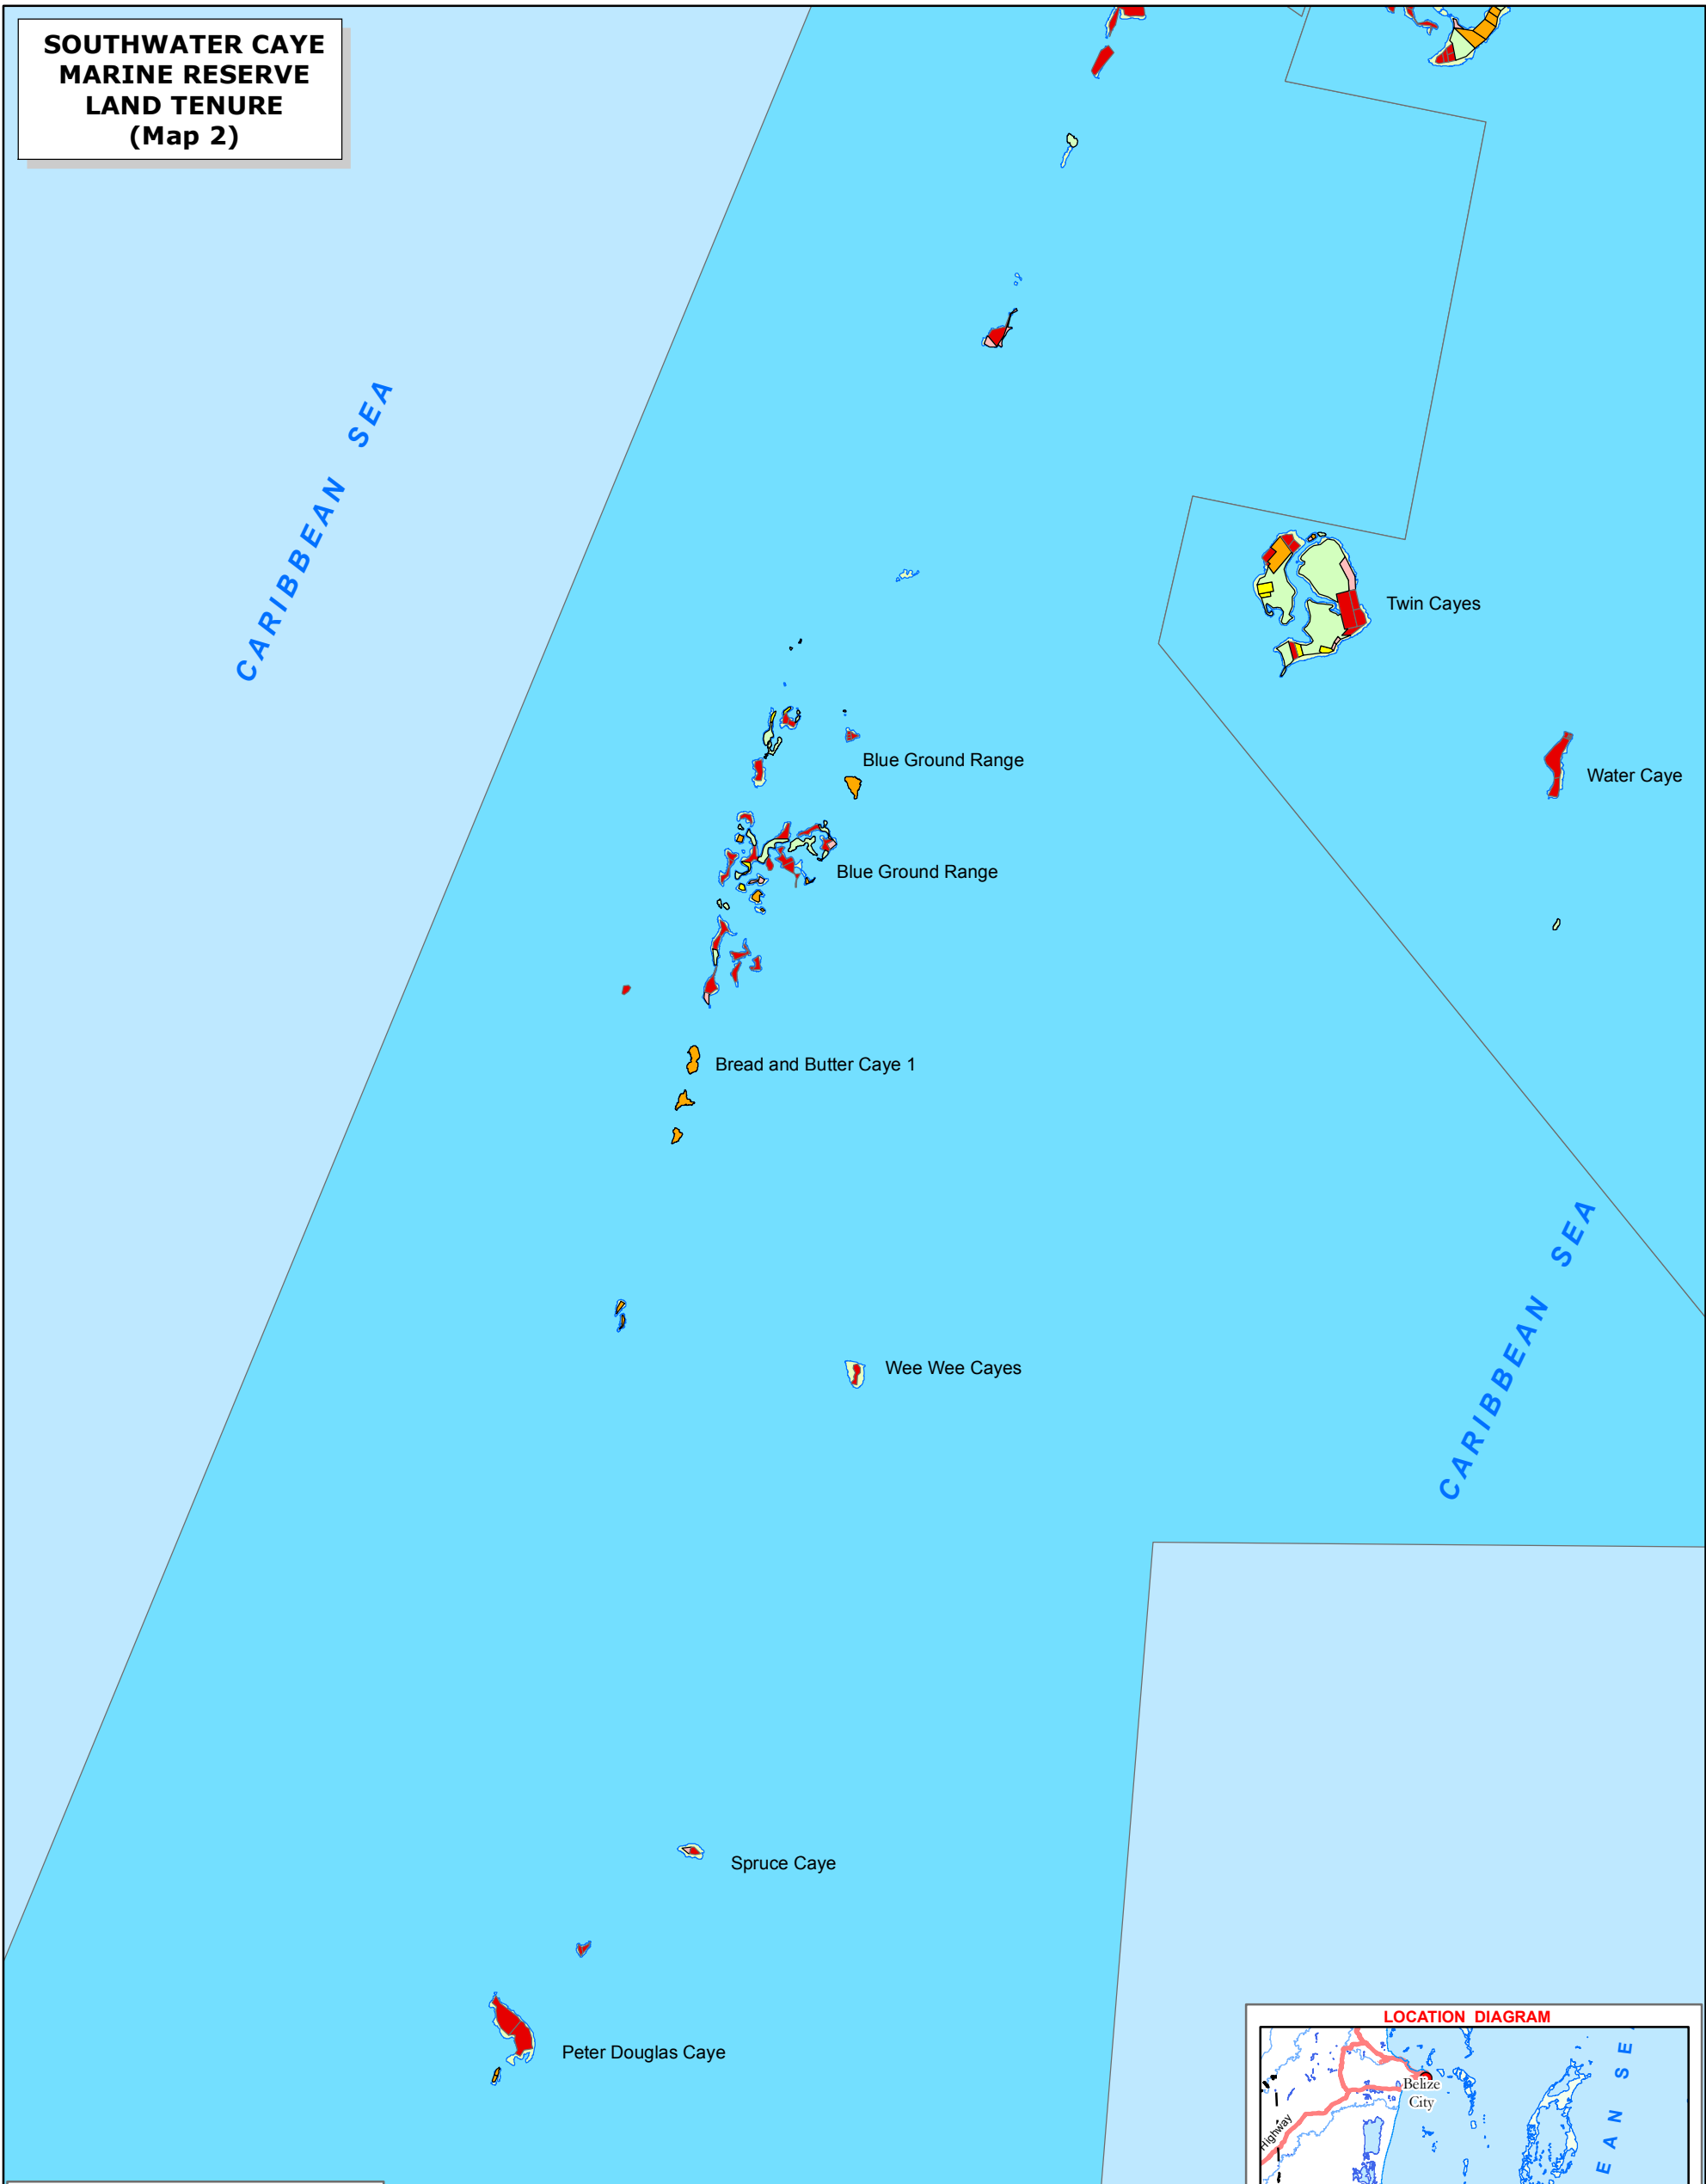 SOUTHWATER CAYE
MARINE RESERVE
LAND TENURE
(Map 2)
CARIBBEAN SEA
Twin Cayes
Blue Ground Range
Water Caye
Blue Ground Range
Bread and Butter Caye 1
CARIBBEAN SEA
Wee Wee Cayes
Spruce Caye
Peter Douglas Caye
LOCATION DIAGRAM
Belize
City
Highway
EAN SE